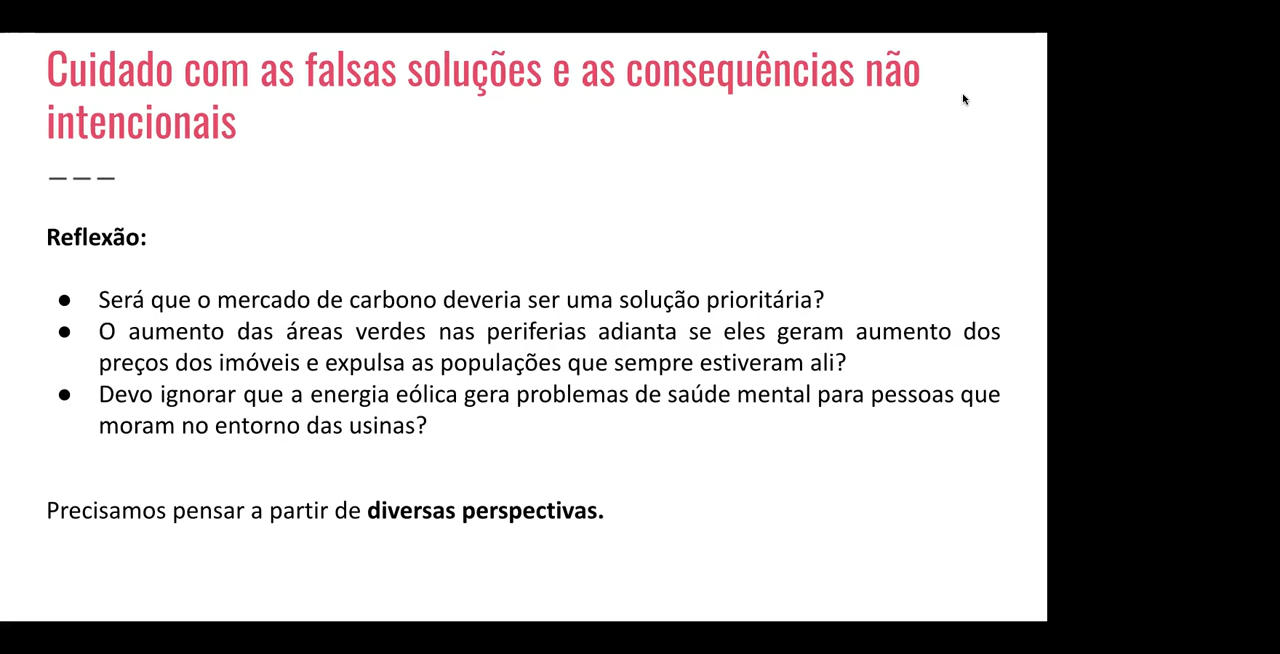 Cuidado com as falsas soluções e as consequências não
intencionais
Reflexão:
● Será que o mercado de carbono deveria ser uma solução prioritária?
● O aumento das áreas verdes nas periferias adianta se eles geram aumento dos
preços dos imóveis e expulsa as populações que sempre estiveram ali?
● Devo ignorar que a energia eólica gera problemas de saúde mental para pessoas que
moram no entorno das usinas?
Precisamos pensar a partir de diversas perspectivas.